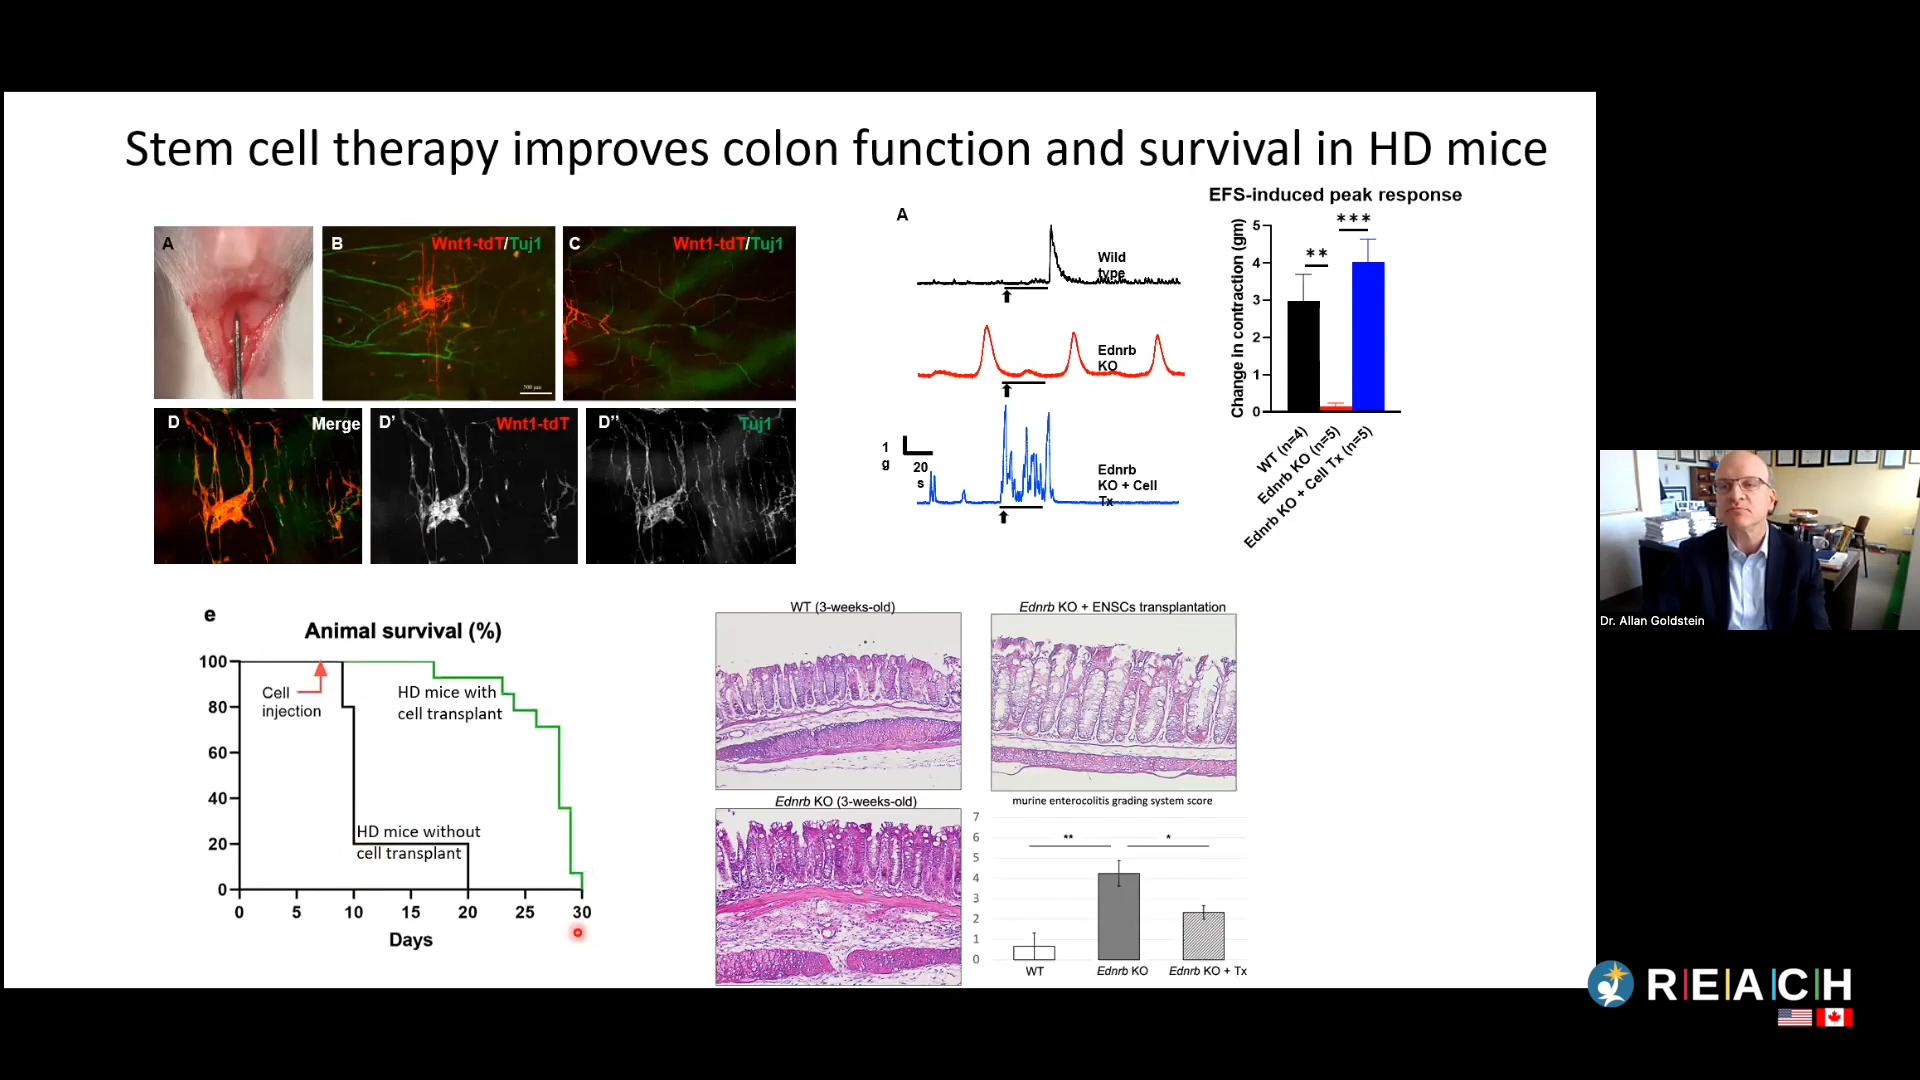 Stem cell therapy improves colon function and survival in HD mice
A
B
Wnt1-tdT/Tuj1
C
Wnt1-tdT/Tuj1
D
Merge
D'
Wnt1-tdT
D''
Tuj1
A
Wild
type
Ednrb
KO
1
g
20
s
Ednrb
KO + Cell
Tx
EFS-induced peak response
Change in contraction (gm)
5
4
3
2
1
0
**
***
WT (n=4)
Ednrb KO (n=5)
Ednrb KO + Cell Tx (n=5)
Dr. Allan Goldstein
e
Animal survival (%)
100
80
60
40
20
0
Cell
injection
HD mice with
cell transplant
HD mice without
cell transplant
0 5 10 15 20 25 30
Days
WT (3-weeks-old)
Ednrb KO + ENSCs transplantation
Ednrb KO (3-weeks-old)
murine enterocolitis grading system score
7
6
5
4
3
2
1
0
**
*
WT
Ednrb KO
Ednrb KO + Tx
R|E|A|C|H